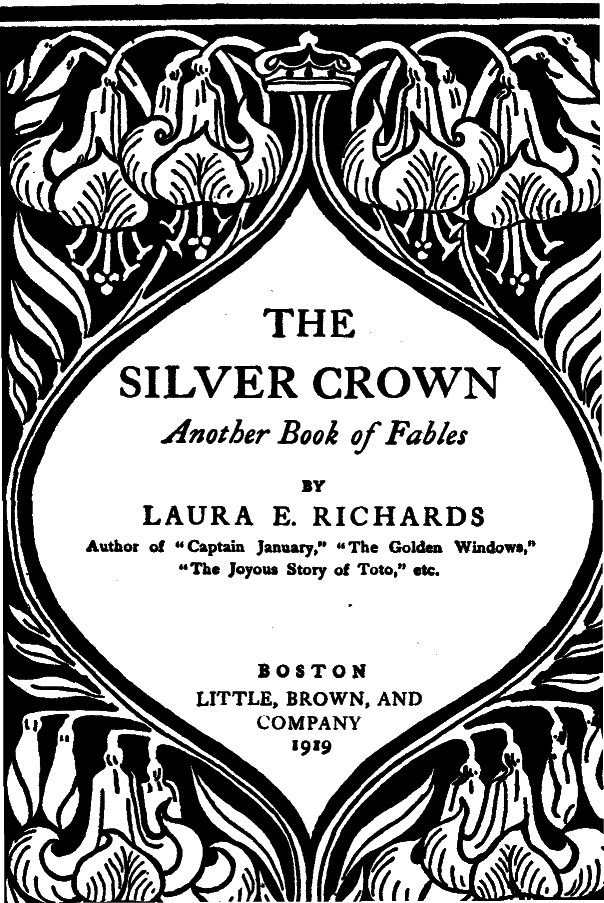 THE
SILVER CROWN
Another Book of Fables
BY
LAURA E. RICHARDS
Author of “Captain January,” “The Golden Windows,”
“The Joyous Story of Toto,” etc.
BOSTON
LITTLE, BROWN, AND
COMPANY
1919